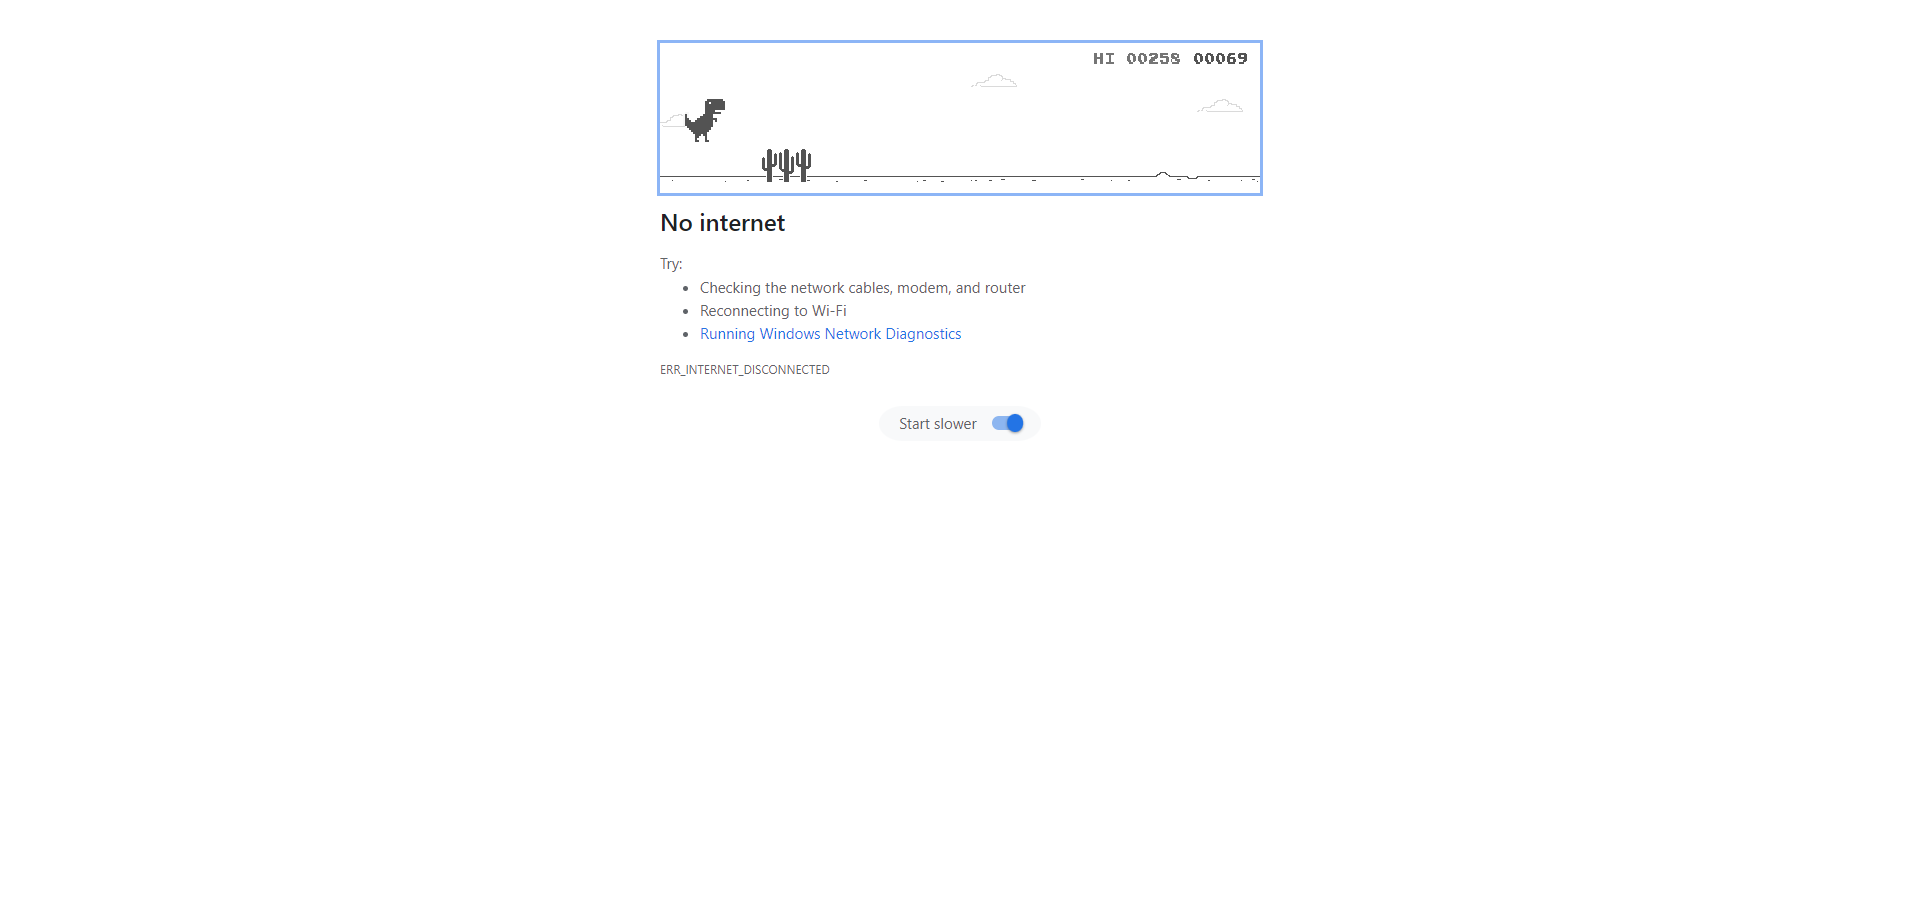 HI 00258 00069
No internet
Try:
Checking the network cables, modem, and router
Reconnecting to Wi-Fi
Running Windows Network Diagnostics
ERR_INTERNET_DISCONNECTED
Start slower